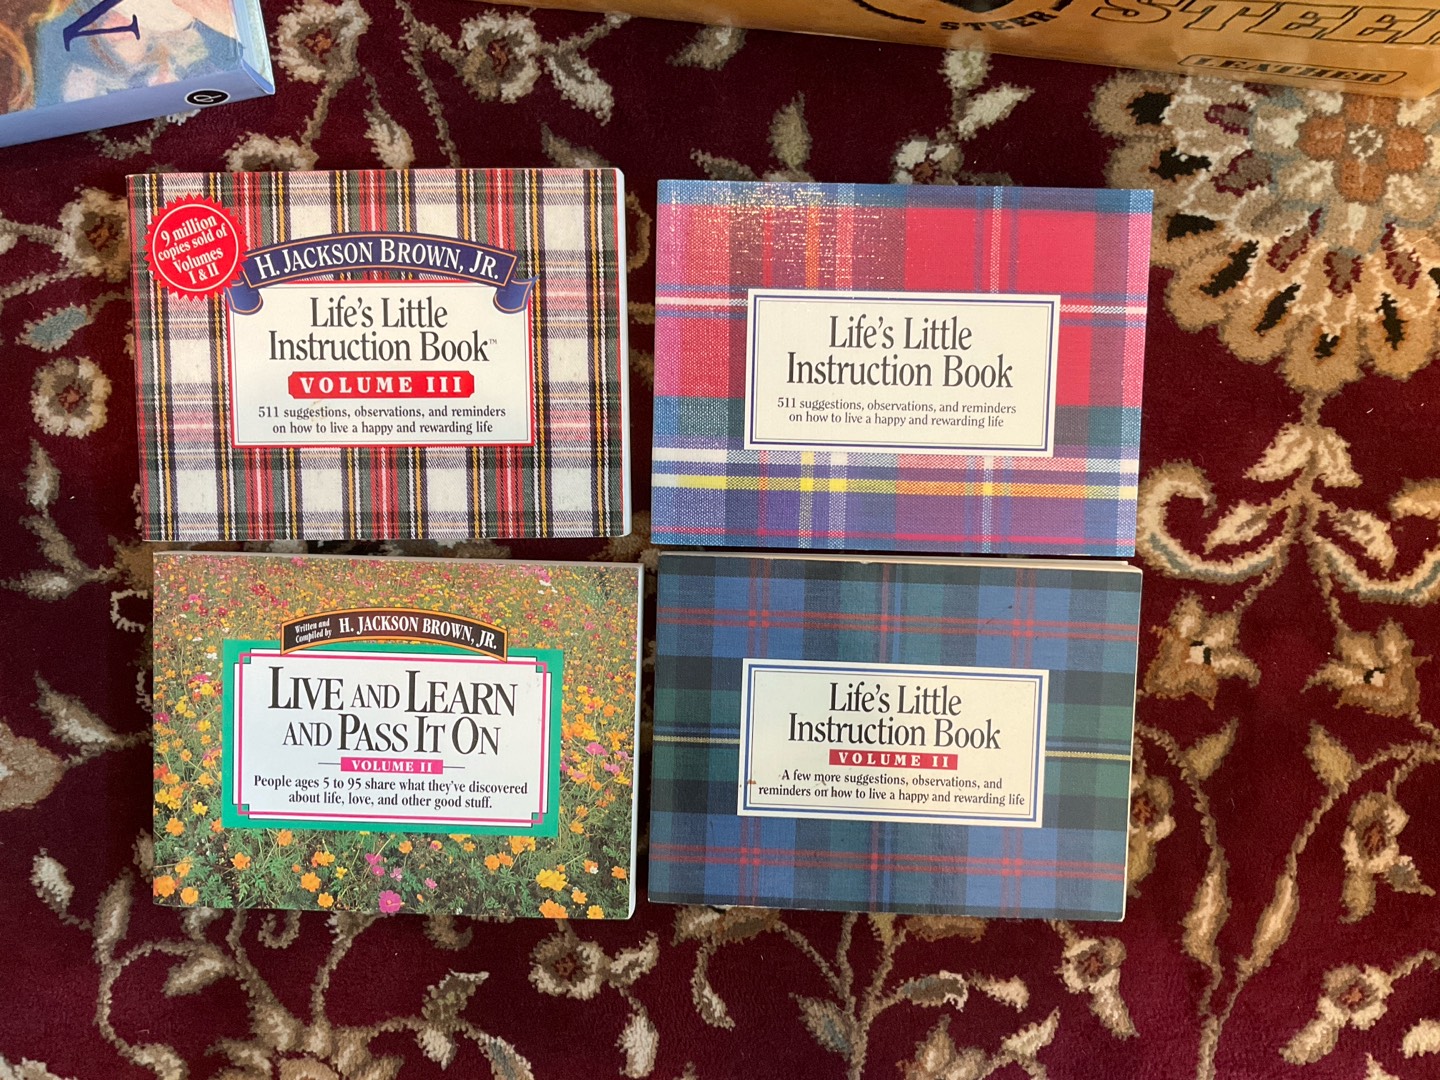 STEER
STEE
LEATHER
9 million
copies sold of
Volumes
I & II
H. JACKSON BROWN, JR.
Life's Little
Instruction Book™
VOLUME III
511 suggestions, observations, and reminders
on how to live a happy and rewarding life
Life's Little
Instruction Book
511 suggestions, observations, and reminders
on how to live a happy and rewarding life
Written and
Compiled by
H. JACKSON BROWN, JR.
LIVE AND LEARN
AND PASS IT ON
VOLUME II
People ages 5 to 95 share what they've discovered
about life, love, and other good stuff.
Life's Little
Instruction Book
VOLUME II
A few more suggestions, observations, and
reminders on how to live a happy and rewarding life